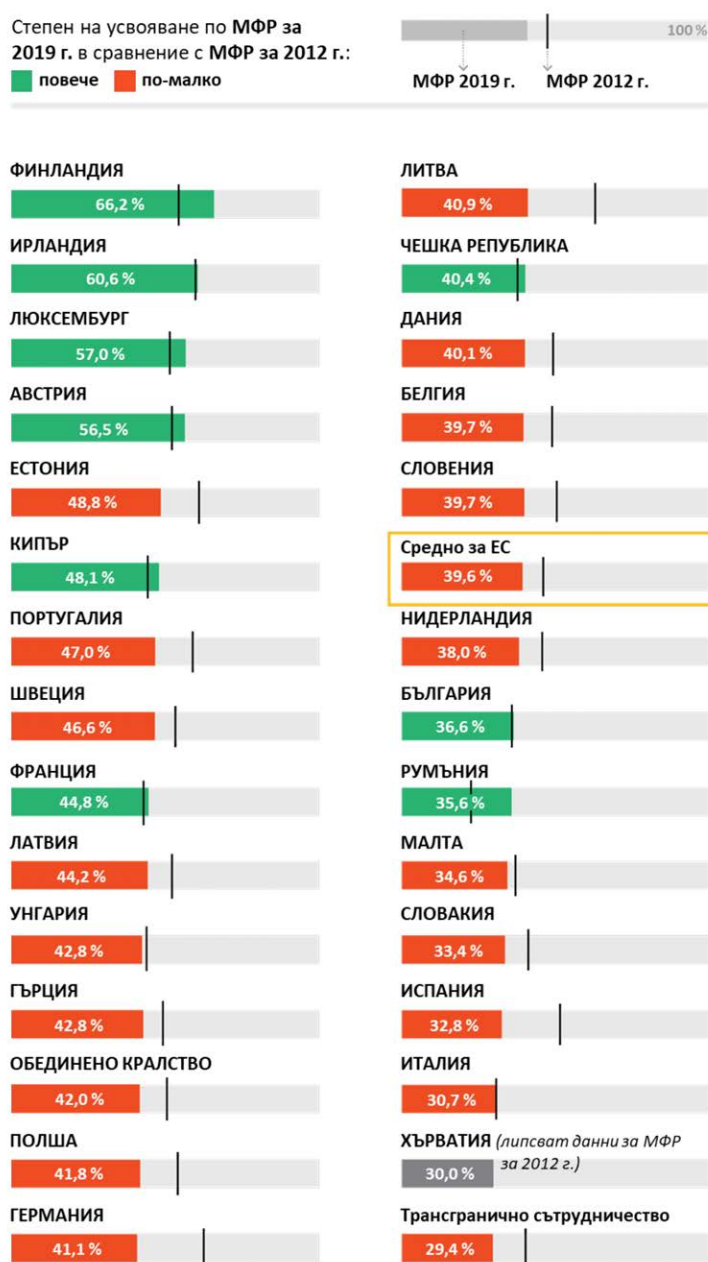 Степен на усвояване по МФР за
2019 г. в сравнение с МФР за 2012 г.:
повече по-малко
100 %
МФР 2019 г. МФР 2012 г.
ФИНЛАНДИЯ
66,2 %
ИРЛАНДИЯ
60,6 %
ЛЮКСЕМБУРГ
57,0 %
АВСТРИЯ
56,5 %
ЕСТОНИЯ
48,8 %
КИПЪР
48,1 %
ПОРТУГАЛИЯ
47,0 %
ШВЕЦИЯ
46,6 %
ФРАНЦИЯ
44,8 %
ЛАТВИЯ
44,2 %
УНГАРИЯ
42,8 %
ГЪРЦИЯ
42,8 %
ОБЕДИНЕНО КРАЛСТВО
42,0 %
ПОЛША
41,8 %
ГЕРМАНИЯ
41,1 %
ЛИТВА
40,9 %
ЧЕШКА РЕПУБЛИКА
40,4 %
ДАНИЯ
40,1 %
БЕЛГИЯ
39,7 %
СЛОВЕНИЯ
39,7 %
Средно за ЕС
39,6 %
НИДЕРЛАНДИЯ
38,0 %
БЪЛГАРИЯ
36,6 %
РУМЪНИЯ
35,6 %
МАЛТА
34,6 %
СЛОВАКИЯ
33,4 %
ИСПАНИЯ
32,8 %
ИТАЛИЯ
30,7 %
ХЪРВАТИЯ (липсват данни за МФР
за 2012 г.)
30,0 %
Трансгранично сътрудничество
29,4 %